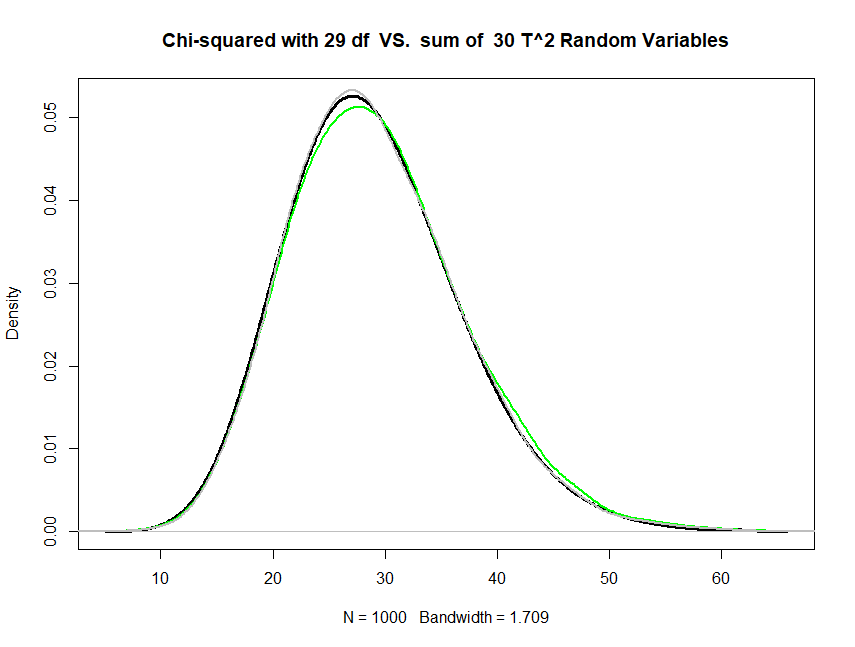 Chi-squared with 29 df VS. sum of 30 T^2 Random Variables
Density
0.05
0.04
0.03
0.02
0.01
0.00
10 20 30 40 50 60
N = 1000 Bandwidth = 1.709